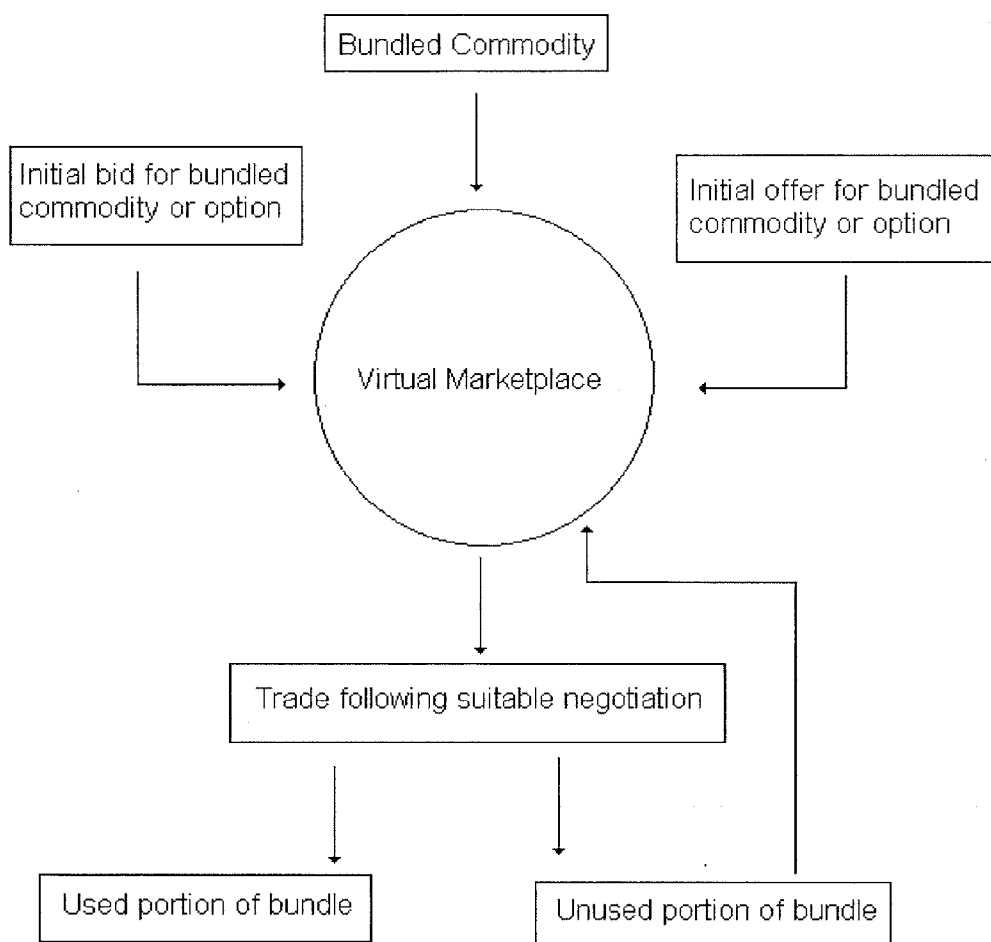 Bundled Commodity
Initial bid for bundled
commodity or option
Initial offer for bundled
commodity or option
Virtual Marketplace
Trade following suitable negotiation
Used portion of bundle
Unused portion of bundle